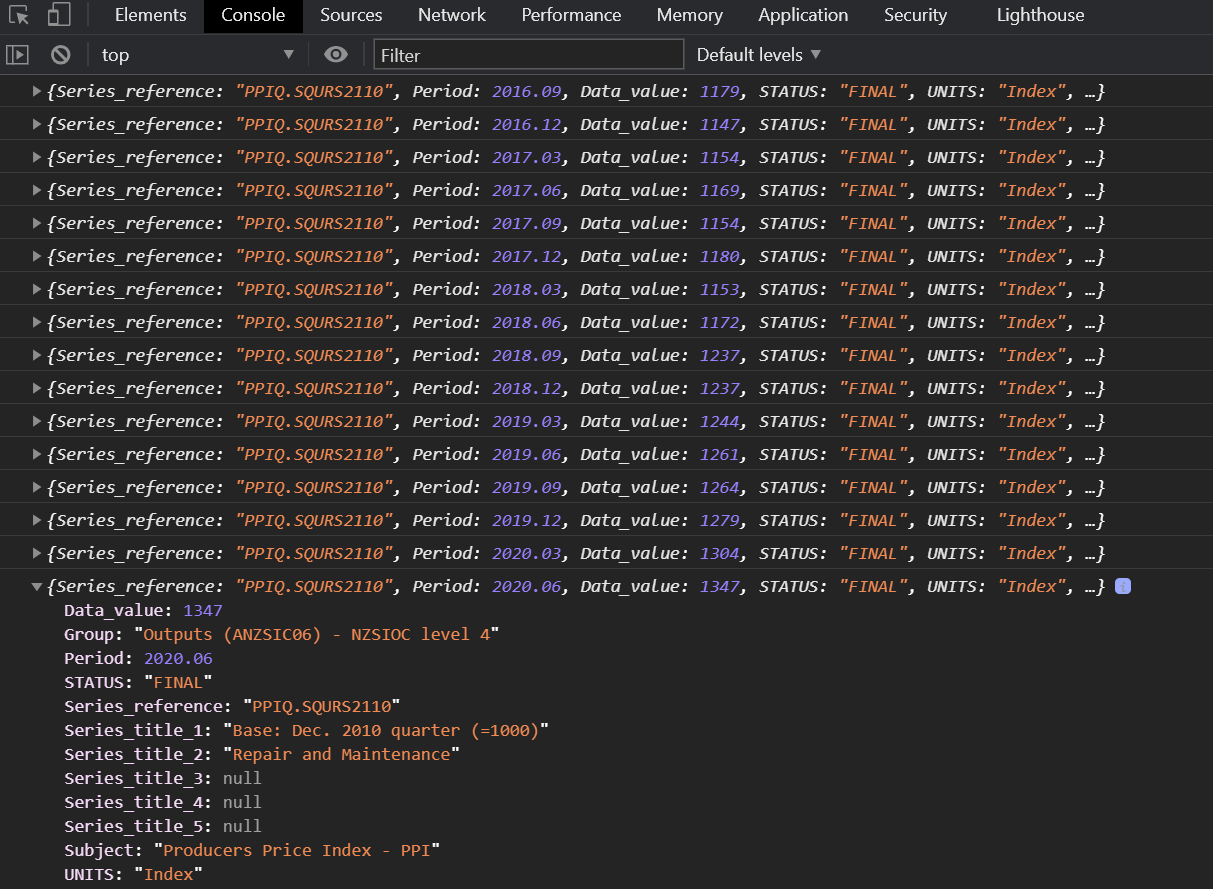 Elements Console Sources Network Performance Memory Application Security Lighthouse
top Filter Default levels
{Series_reference: "PPIQ.SQURS2110", Period: 2016.09, Data_value: 1179, STATUS: "FINAL", UNITS: "Index", …}
{Series_reference: "PPIQ.SQURS2110", Period: 2016.12, Data_value: 1147, STATUS: "FINAL", UNITS: "Index", …}
{Series_reference: "PPIQ.SQURS2110", Period: 2017.03, Data_value: 1154, STATUS: "FINAL", UNITS: "Index", …}
{Series_reference: "PPIQ.SQURS2110", Period: 2017.06, Data_value: 1169, STATUS: "FINAL", UNITS: "Index", …}
{Series_reference: "PPIQ.SQURS2110", Period: 2017.09, Data_value: 1154, STATUS: "FINAL", UNITS: "Index", …}
{Series_reference: "PPIQ.SQURS2110", Period: 2017.12, Data_value: 1180, STATUS: "FINAL", UNITS: "Index", …}
{Series_reference: "PPIQ.SQURS2110", Period: 2018.03, Data_value: 1153, STATUS: "FINAL", UNITS: "Index", …}
{Series_reference: "PPIQ.SQURS2110", Period: 2018.06, Data_value: 1172, STATUS: "FINAL", UNITS: "Index", …}
{Series_reference: "PPIQ.SQURS2110", Period: 2018.09, Data_value: 1237, STATUS: "FINAL", UNITS: "Index", …}
{Series_reference: "PPIQ.SQURS2110", Period: 2018.12, Data_value: 1237, STATUS: "FINAL", UNITS: "Index", …}
{Series_reference: "PPIQ.SQURS2110", Period: 2019.03, Data_value: 1244, STATUS: "FINAL", UNITS: "Index", …}
{Series_reference: "PPIQ.SQURS2110", Period: 2019.06, Data_value: 1261, STATUS: "FINAL", UNITS: "Index", …}
{Series_reference: "PPIQ.SQURS2110", Period: 2019.09, Data_value: 1264, STATUS: "FINAL", UNITS: "Index", …}
{Series_reference: "PPIQ.SQURS2110", Period: 2019.12, Data_value: 1279, STATUS: "FINAL", UNITS: "Index", …}
{Series_reference: "PPIQ.SQURS2110", Period: 2020.03, Data_value: 1304, STATUS: "FINAL", UNITS: "Index", …}
{Series_reference: "PPIQ.SQURS2110", Period: 2020.06, Data_value: 1347, STATUS: "FINAL", UNITS: "Index", …} i
Data_value: 1347
Group: "Outputs (ANZSIC06) - NZSIOC level 4"
Period: 2020.06
STATUS: "FINAL"
Series_reference: "PPIQ.SQURS2110"
Series_title_1: "Base: Dec. 2010 quarter (=1000)"
Series_title_2: "Repair and Maintenance"
Series_title_3: null
Series_title_4: null
Series_title_5: null
Subject: "Producers Price Index - PPI"
UNITS: "Index"